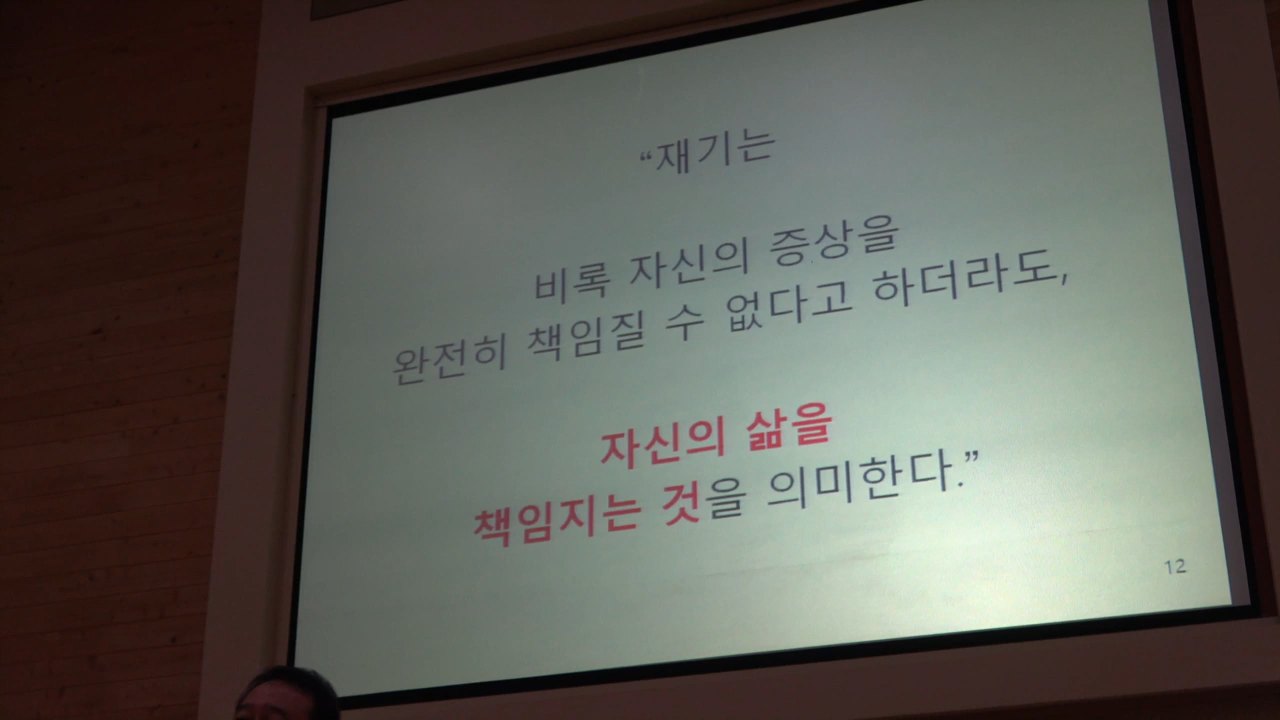 “재기는
비록 자신의 증상을
완전히 책임질 수 없다고 하더라도,
자신의 삶을
책임지는 것을 의미한다.”
12